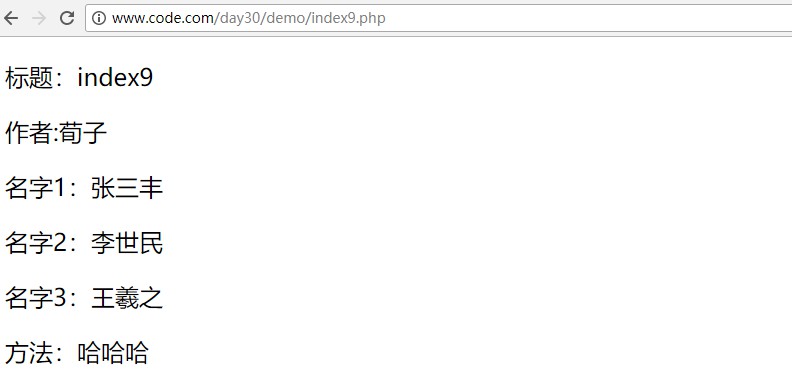 www.code.com/day30/demo/index9.php
标题：index9
作者:荀子
名字1：张三丰
名字2：李世民
名字3：王羲之
方法：哈哈哈